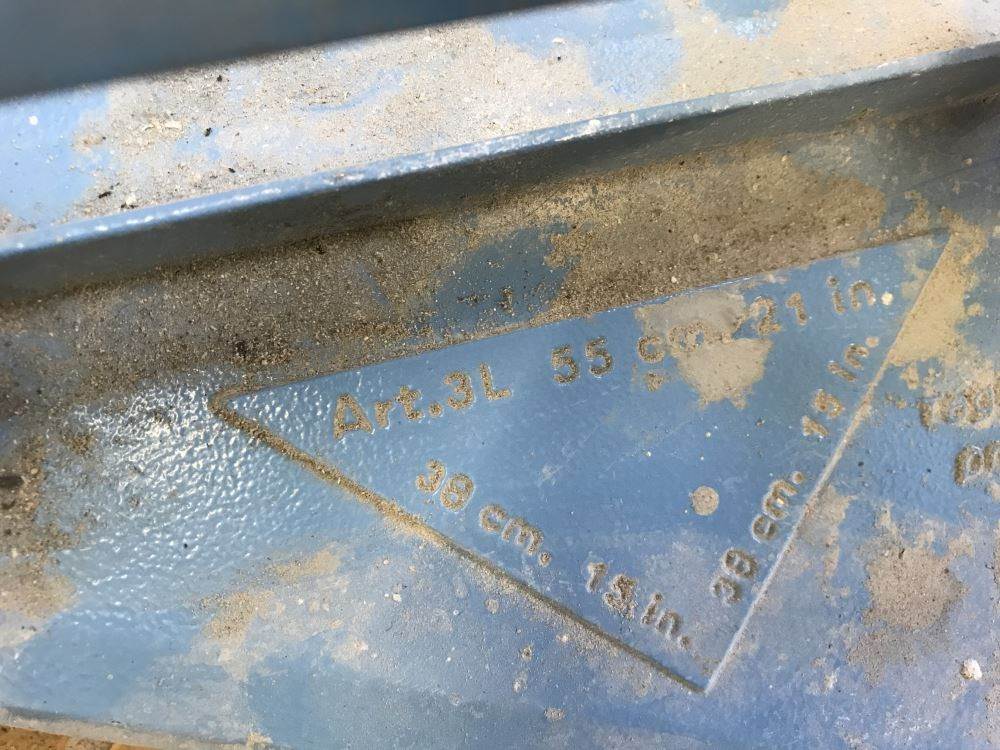 Art.3L 55 cm. 21 in.
38 cm. 15 in.
38 cm. 15 in.